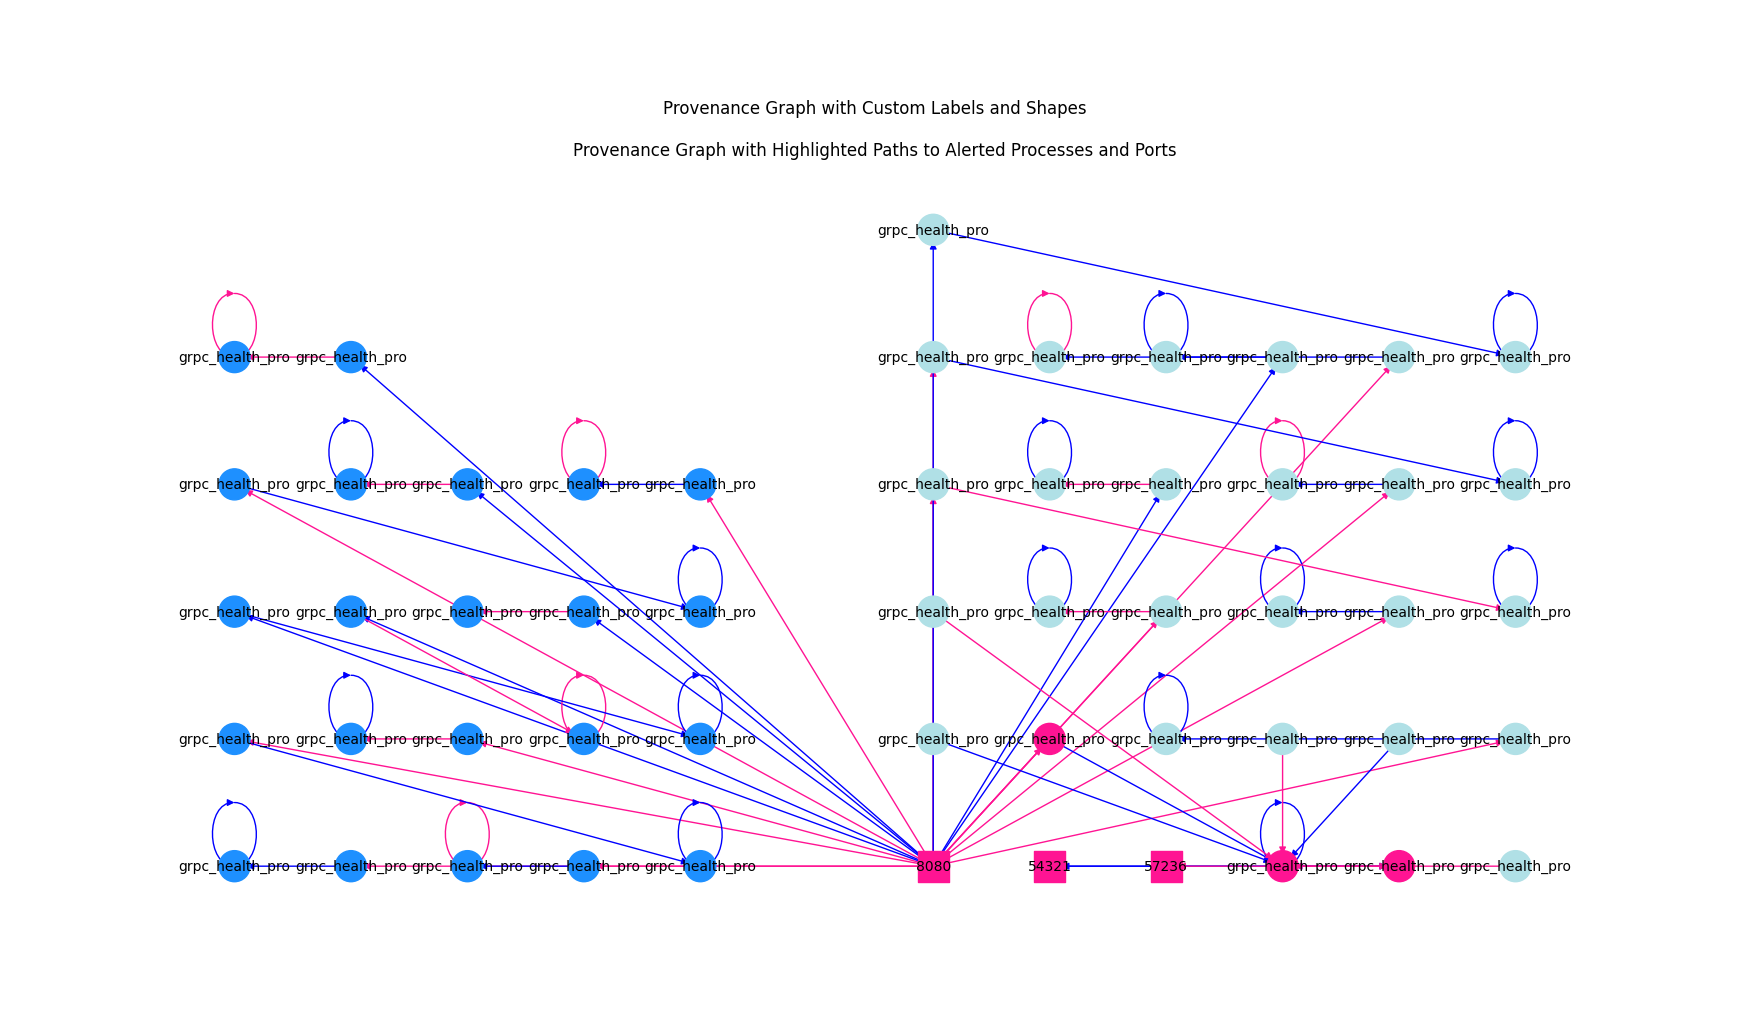 Provenance Graph with Custom Labels and Shapes
Provenance Graph with Highlighted Paths to Alerted Processes and Ports
grpc_health_pro
grpc_health_pro grpc_health_pro grpc_health_pro grpc_health_pro grpc_health_pro grpc_health_pro grpc_health_pro grpc_health_pro
grpc_health_pro grpc_health_pro grpc_health_pro grpc_health_pro grpc_health_pro grpc_health_pro grpc_health_pro grpc_health_pro grpc_health_pro grpc_health_pro grpc_health_pro
grpc_health_pro grpc_health_pro grpc_health_pro grpc_health_pro grpc_health_pro grpc_health_pro grpc_health_pro grpc_health_pro grpc_health_pro grpc_health_pro grpc_health_pro
grpc_health_pro grpc_health_pro grpc_health_pro grpc_health_pro grpc_health_pro grpc_health_pro grpc_health_pro grpc_health_pro grpc_health_pro grpc_health_pro grpc_health_pro
grpc_health_pro grpc_health_pro grpc_health_pro grpc_health_pro grpc_health_pro 8080 54321 57236 grpc_health_pro grpc_health_pro grpc_health_pro